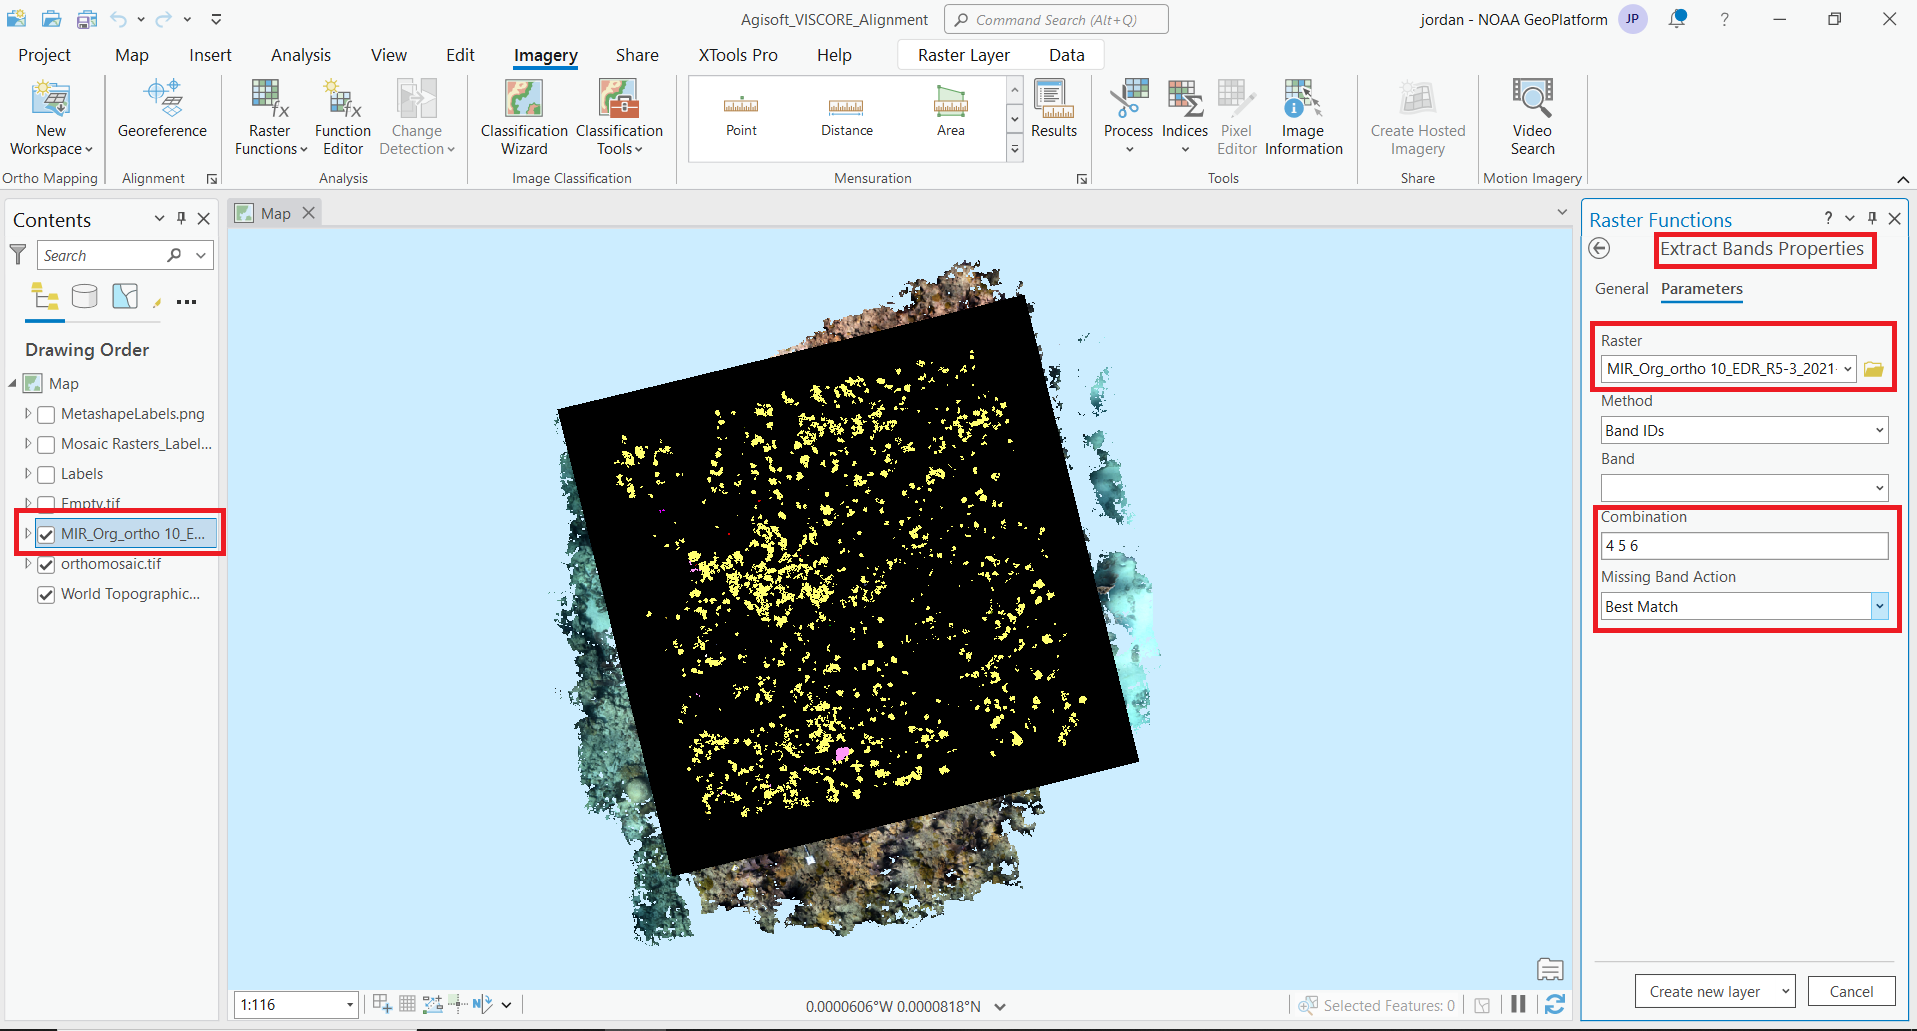 Agisoft_VISCORE_Alignment
Command Search (Alt+Q)
jordan - NOAA GeoPlatform
JP
?
Project Map Insert Analysis View Edit Imagery Share XTools Pro Help Raster Layer Data
New Workspace
Georeference
Raster Functions
Function Editor
Change Detection
Classification Wizard
Classification Tools
Point
Distance
Area
Results
Process
Indices
Pixel Editor
Image Information
Create Hosted Imagery
Video Search
Ortho Mapping
Alignment
Analysis
Image Classification
Mensuration
Tools
Share
Motion Imagery
Contents
Search
Drawing Order
Map
MetashapeLabels.png
Mosaic Rasters_Label...
Labels
Empty.tif
MIR_Org_ortho 10_E...
orthomosaic.tif
World Topographic...
Map
1:116
0.0000606°W 0.0000818°N
Selected Features: 0
Raster Functions
?
Extract Bands Properties
General Parameters
Raster
MIR_Org_ortho 10_EDR_R5-3_2021-
Method
Band IDs
Band
Combination
4 5 6
Missing Band Action
Best Match
Create new layer
Cancel